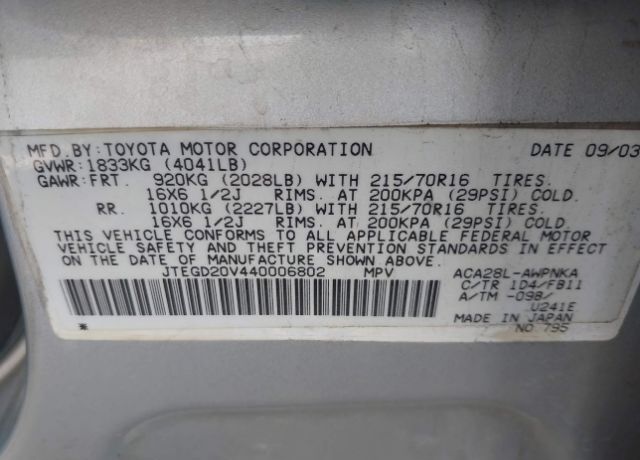 MFD.BY:TOYOTA MOTOR CORPORATION DATE 09/03
GVWR:1833KG (4041LB)
GAWR:FRT. 920KG (2028LB) WITH 215/70R16 TIRES.
16X6 1/2J RIMS. AT 200KPA (29PSI) COLD.
RR. 1010KG (2227LB) WITH 215/70R16 TIRES.
16X6 1/2J RIMS. AT 200KPA (29PSI) COLD.
THIS VEHICLE CONFORMS TO ALL APPLICABLE FEDERAL MOTOR
VEHICLE SAFETY AND THEFT PREVENTION STANDARDS IN EFFECT
ON THE DATE OF MANUFACTURE SHOWN ABOVE.
JTEGD20V440006802 MPV ACA28L-AWPNKA
C/TR 1D4/FB11
A/TM -09B/
U241E
MADE IN JAPAN
NO.795